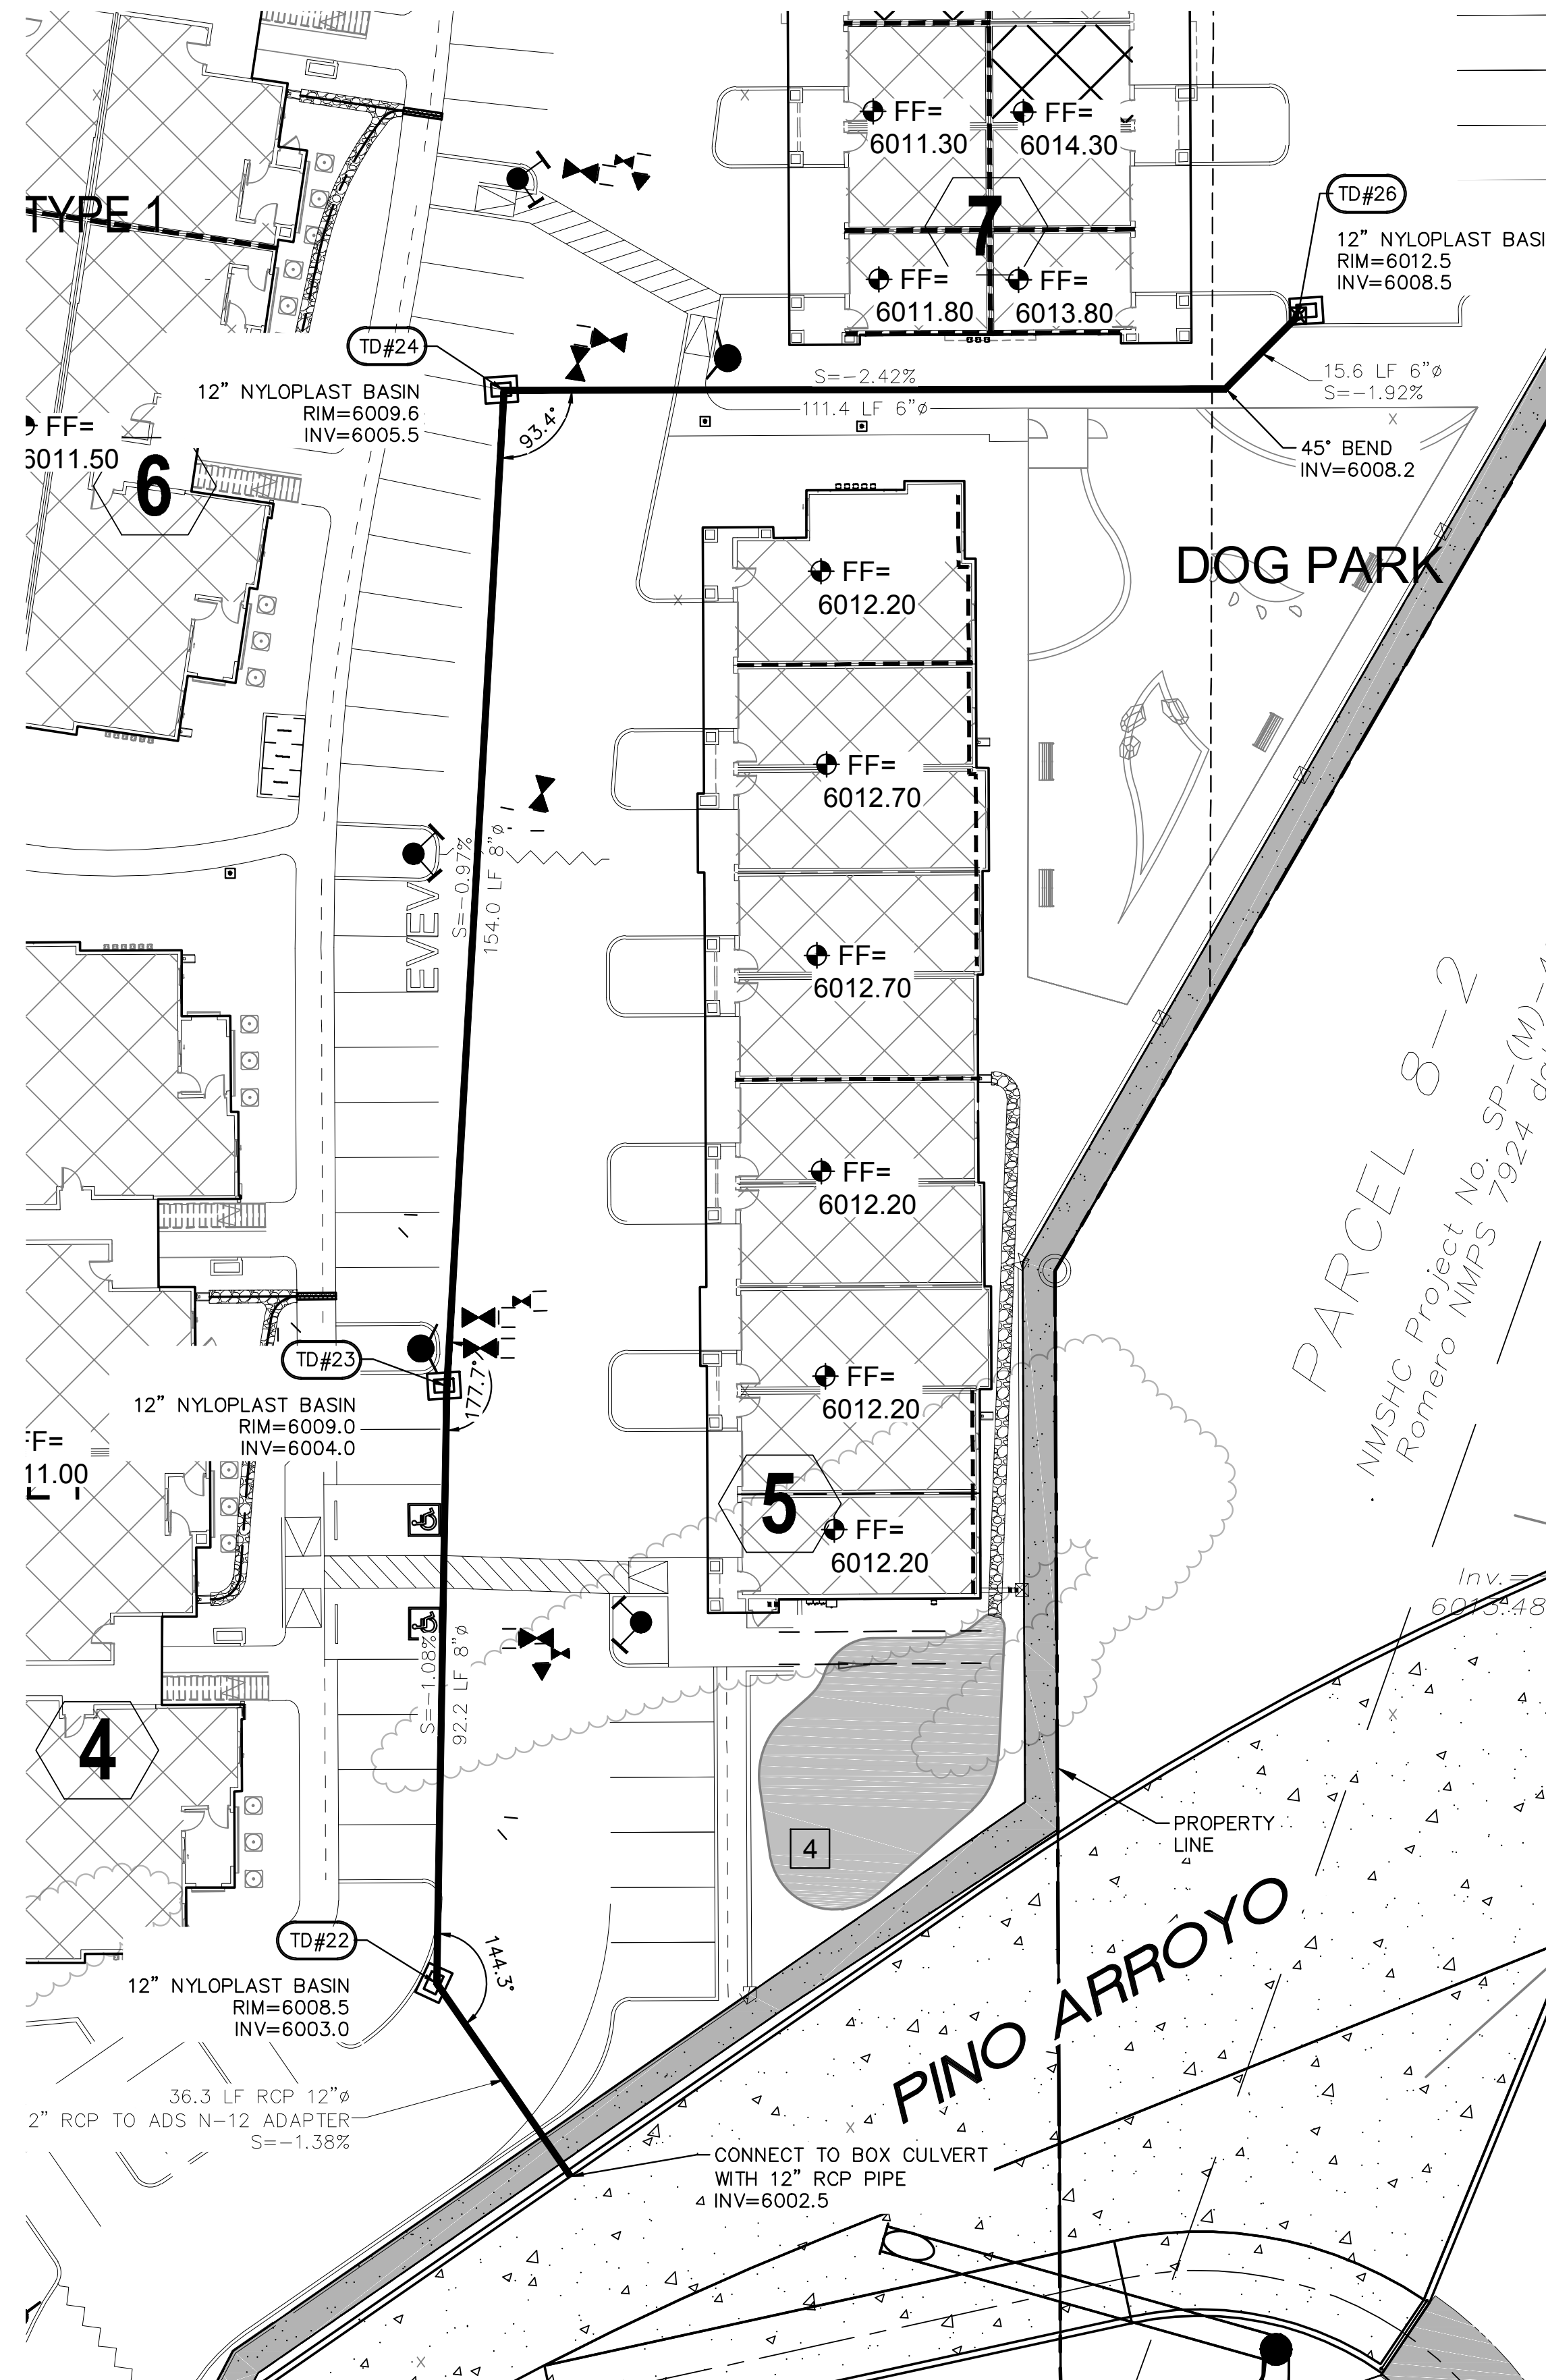 FF=
6011.30
FF=
6014.30
TYPE 1
7
TD#26
12" NYLOPLAST BASI
RIM=6012.5
INV=6008.5
FF=
6011.80
FF=
6013.80
TD#24
12" NYLOPLAST BASIN
RIM=6009.6
INV=6005.5
S=-2.42%
111.4 LF 6"ø
15.6 LF 6"ø
S=-1.92%
93.4°
45° BEND
INV=6008.2
FF=
6011.50
6
DOG PARK
FF=
6012.20
FF=
6012.70
S=-0.97%
154.0 LF 8"ø
EVEV
FF=
6012.70
PARCEL 8-2
NMSHC Project No. SP-(M)-
Romero NMPS 7924
FF=
6012.20
TD#23
12" NYLOPLAST BASIN
RIM=6009.0
INV=6004.0
177.7°
FF=
6012.20
FF=
11.00
5
FF=
6012.20
Inv.=
6013.48
S=-1.08%
92.2 LF 8"ø
4
4
PROPERTY
LINE
TD#22
12" NYLOPLAST BASIN
RIM=6008.5
INV=6003.0
144.3°
PINO ARROYO
36.3 LF RCP 12"ø
2" RCP TO ADS N-12 ADAPTER
S=-1.38%
CONNECT TO BOX CULVERT
WITH 12" RCP PIPE
INV=6002.5